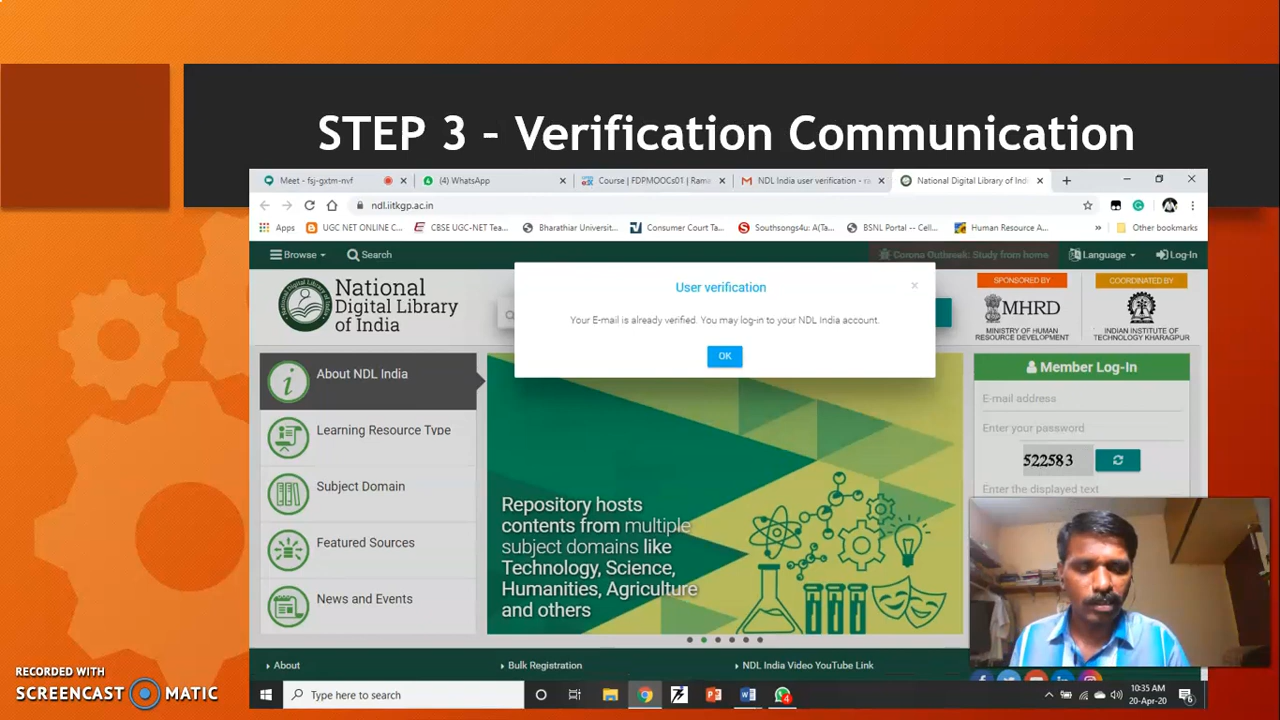 STEP 3 – Verification Communication
Meet - fsj-gxtm-nvf
(4) WhatsApp
Course | FDPMOOCs01 | Rama
NDL India user verification - ra
National Digital Library of Indi
ndl.iitkgp.ac.in
Apps
UGC NET ONLINE C...
CBSE UGC-NET Tea...
Bharathiar Universit...
Consumer Court Ta...
Southsongs4u: A(Ta...
BSNL Portal -- Cell...
Human Resource A...
»
Other bookmarks
Browse
Search
Corona Outbreak: Study from home
Language
Log-In
National
Digital Library
of India
User verification
×
Your E-mail is already verified. You may log-in to your NDL India account.
OK
SPONSORED BY
MHRD
MINISTRY OF HUMAN
RESOURCE DEVELOPMENT
COORDINATED BY
INDIAN INSTITUTE OF
TECHNOLOGY KHARAGPUR
About NDL India
Learning Resource Type
Subject Domain
Featured Sources
News and Events
Repository hosts
contents from multiple
subject domains like
Technology, Science,
Humanities, Agriculture
and others
Member Log-In
E-mail address
Enter your password
522583
Enter the displayed text
About
Bulk Registration
NDL India Video YouTube Link
Type here to search
4
10:35 AM
20-Apr-20
6
RECORDED WITH
SCREENCAST MATIC